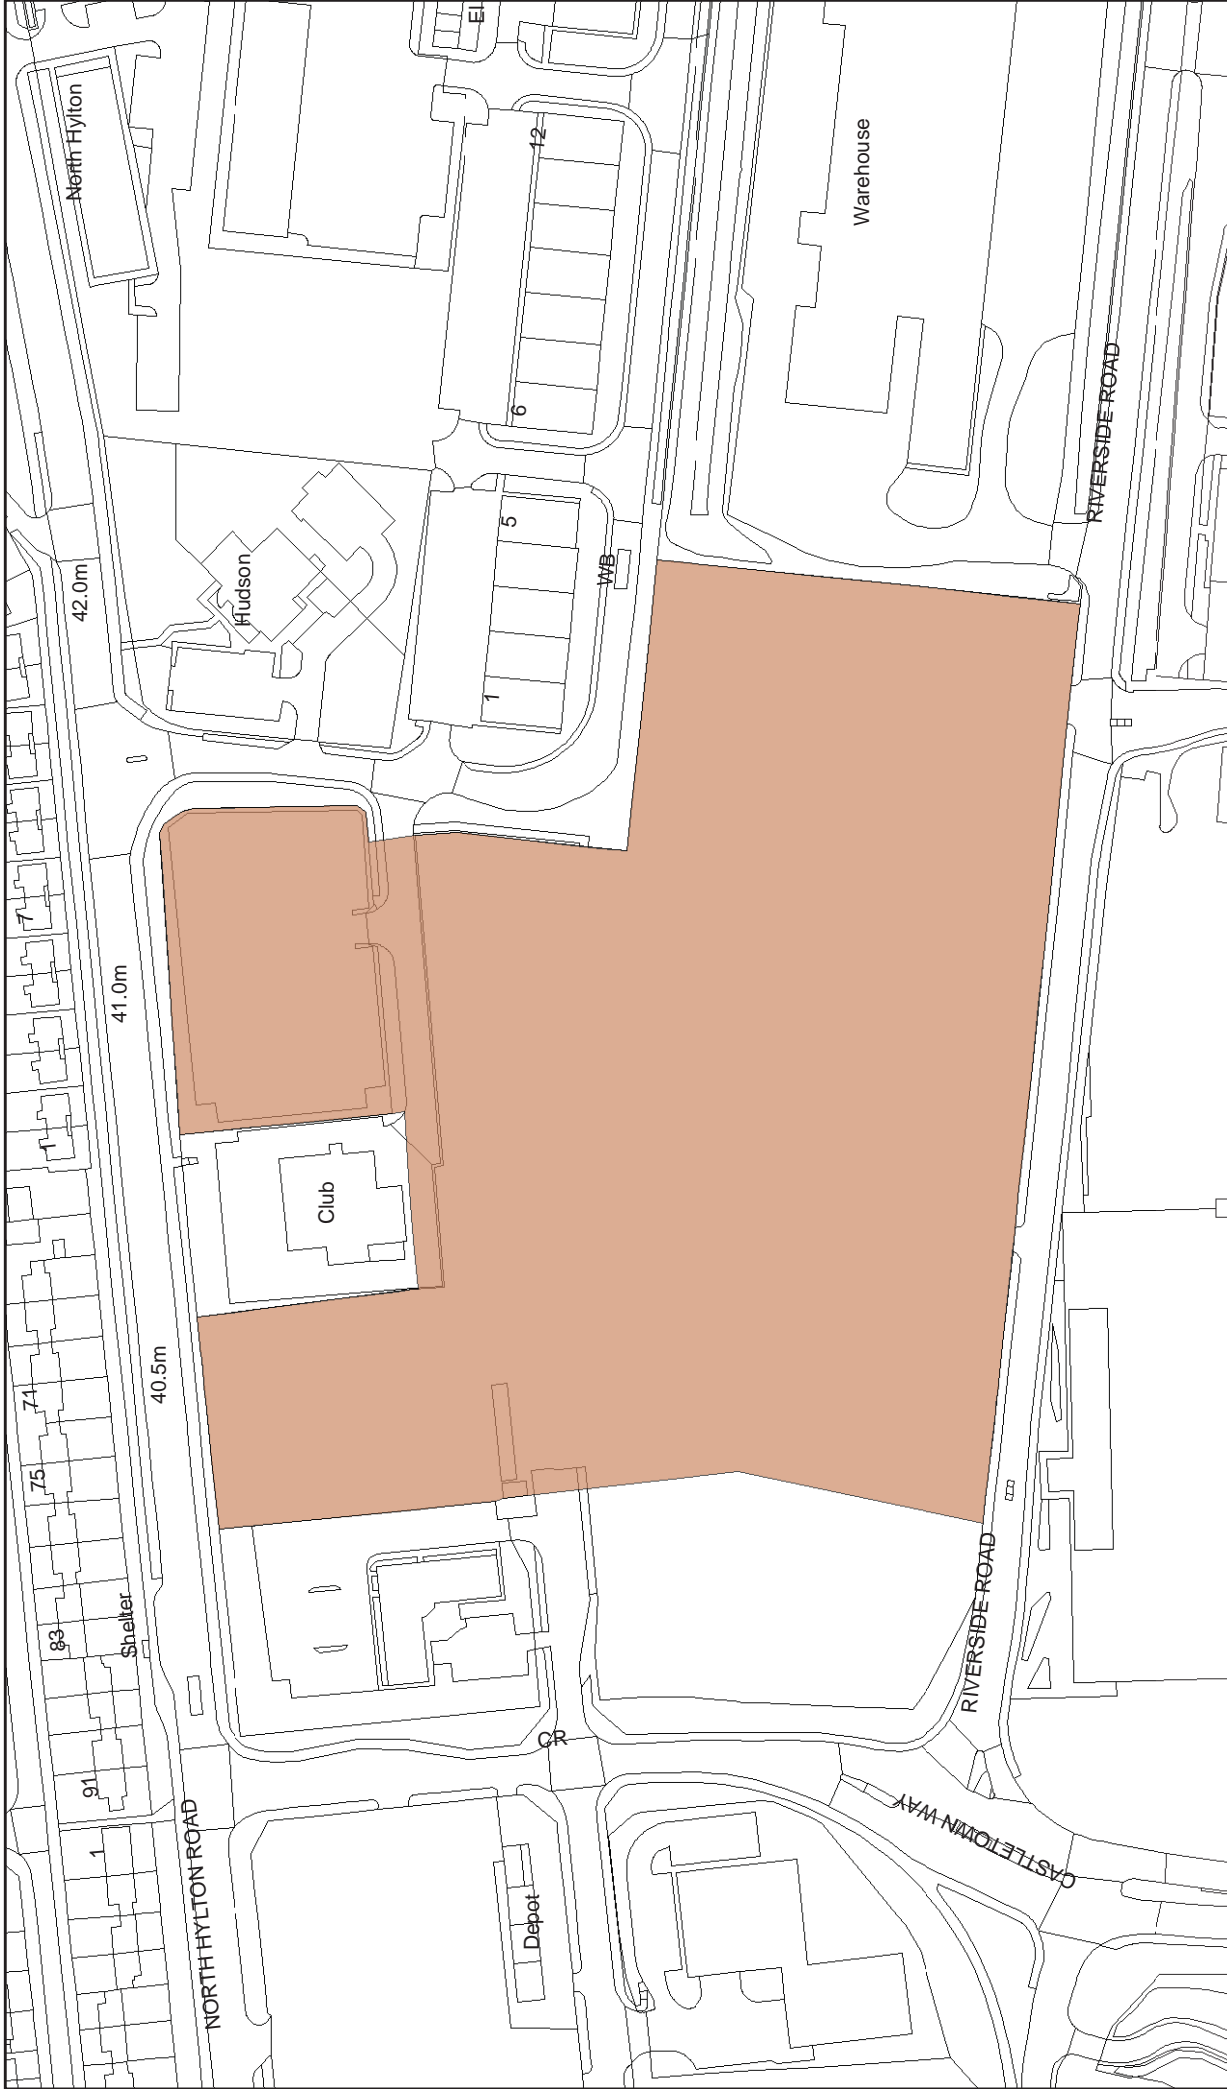 El
North Hylton
12
Warehouse
6
RIVERSIDE ROAD
5
WB
Hudson
42.0m
1
7
41.0m
1
Club
40.5m
71
75
83
Shelter
RIVERSIDE ROAD
CR
91
CASTLETOWN WAY
1
NORTH HYLTON ROAD
Depot